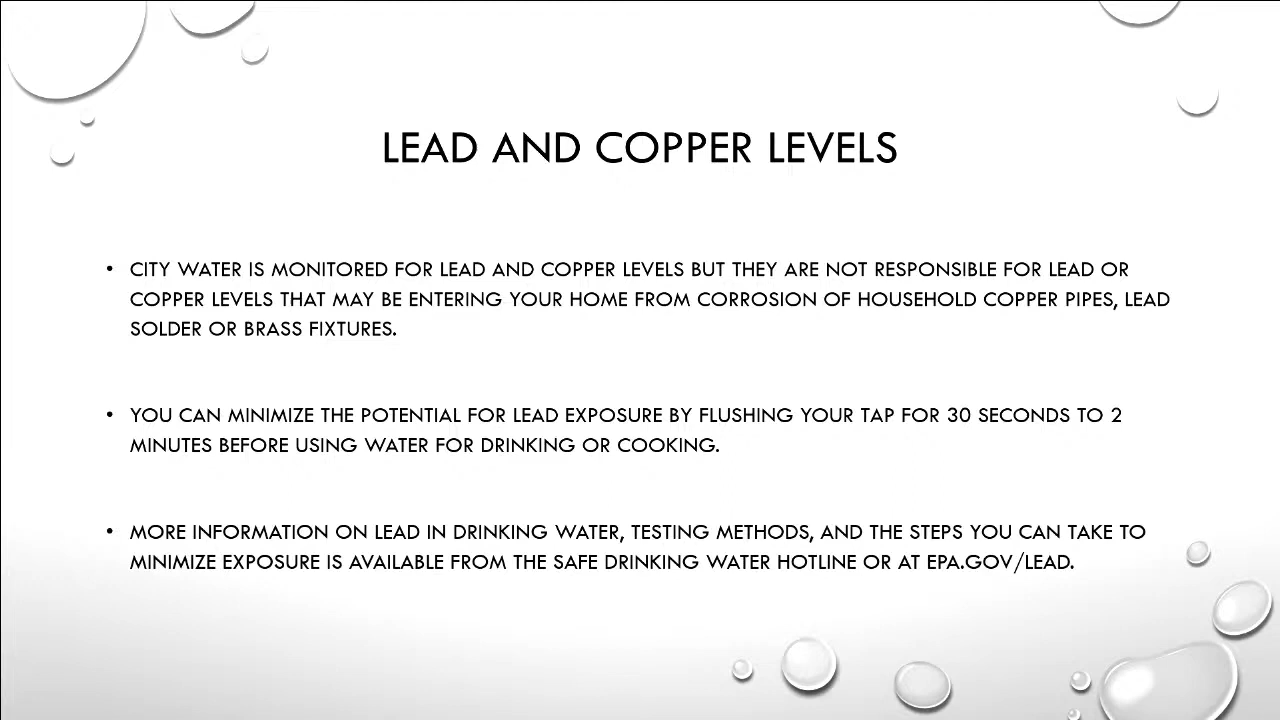 LEAD AND COPPER LEVELS
• CITY WATER IS MONITORED FOR LEAD AND COPPER LEVELS BUT THEY ARE NOT RESPONSIBLE FOR LEAD OR
COPPER LEVELS THAT MAY BE ENTERING YOUR HOME FROM CORROSION OF HOUSEHOLD COPPER PIPES, LEAD
SOLDER OR BRASS FIXTURES.
• YOU CAN MINIMIZE THE POTENTIAL FOR LEAD EXPOSURE BY FLUSHING YOUR TAP FOR 30 SECONDS TO 2
MINUTES BEFORE USING WATER FOR DRINKING OR COOKING.
• MORE INFORMATION ON LEAD IN DRINKING WATER, TESTING METHODS, AND THE STEPS YOU CAN TAKE TO
MINIMIZE EXPOSURE IS AVAILABLE FROM THE SAFE DRINKING WATER HOTLINE OR AT EPA.GOV/LEAD.